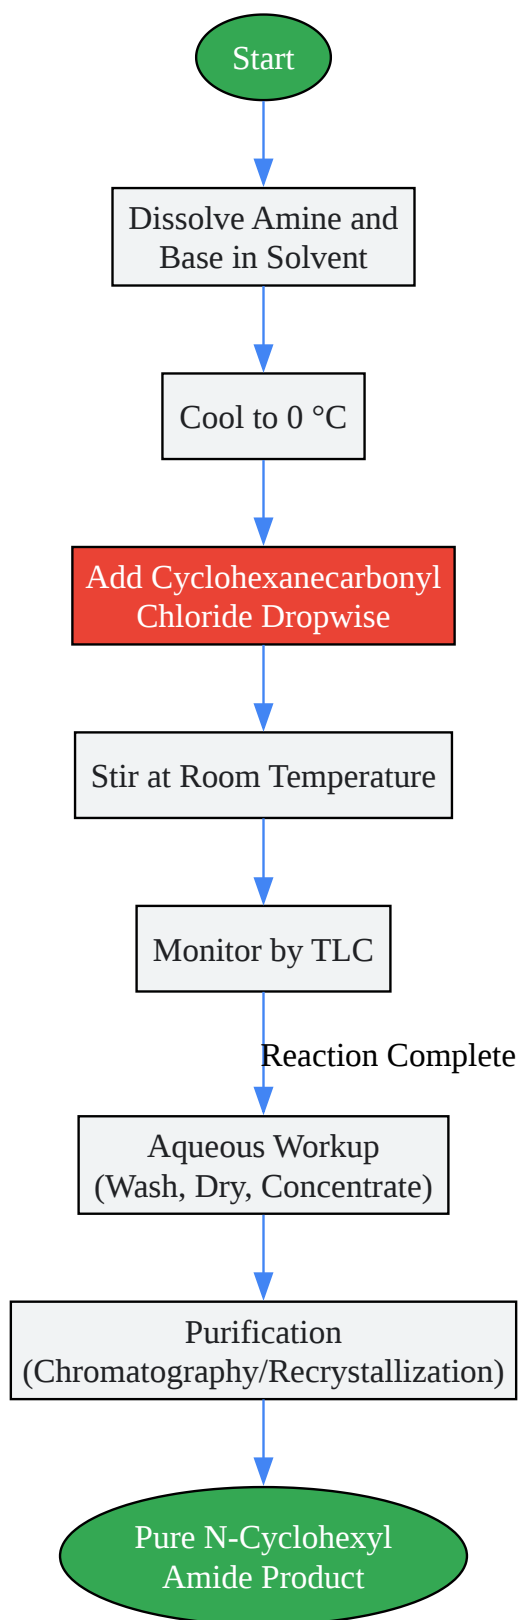 Start
Dissolve Amine and
Base in Solvent
Cool to 0 °C
Add Cyclohexanecarbonyl
Chloride Dropwise
Stir at Room Temperature
Monitor by TLC
Reaction Complete
Aqueous Workup
(Wash, Dry, Concentrate)
Purification
(Chromatography/Recrystallization)
Pure N-Cyclohexyl
Amide Product